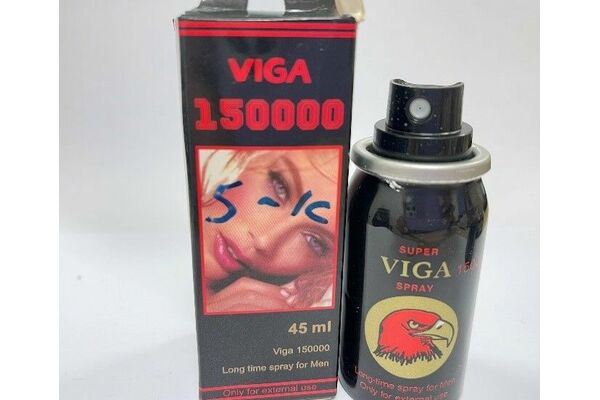 VIGA
150000
5-1c
45 ml
Viga 150000
Long time spray for Men
Only for external use
SUPER
VIGA
SPRAY
Long-time spray for Men
Only for external use